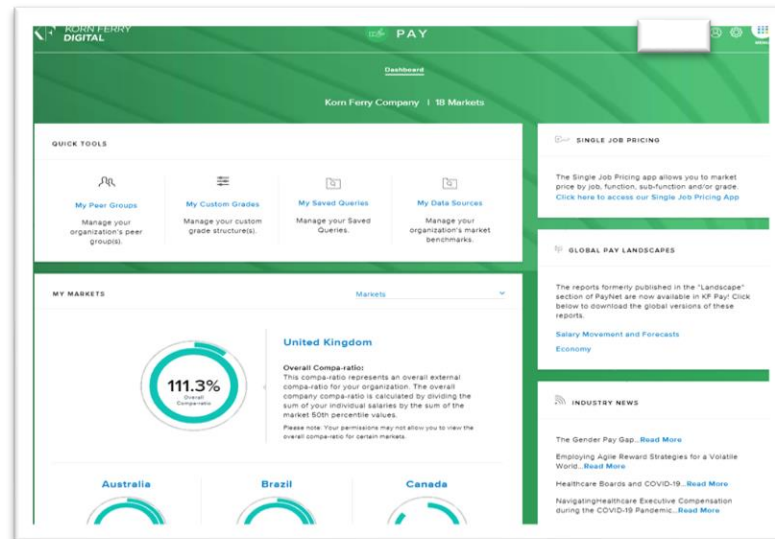 KORN FERRY
DIGITAL
PAY
Dashboard
Korn Ferry Company | 18 Markets
QUICK TOOLS
My Peer Groups
Manage your
organization's peer
group(s).
My Custom Grades
Manage your custom
grade structure(s).
My Saved Queries
Manage your Saved
Queries.
My Data Sources
Manage your
organization's market
benchmarks.
MY MARKETS
Markets
111.3%
Overall
Compa-ratio
United Kingdom
Overall Compa-ratio:
This compa-ratio represents an overall external
compa-ratio for your organization. The overall
company compa-ratio is calculated by dividing the
sum of your individual salaries by the sum of the
market 50th percentile values.
Please note: Your permissions may not allow you to view the
overall compa-ratio for certain markets.
Australia
Brazil
Canada
SINGLE JOB PRICING
The Single Job Pricing app allows you to market
price by job, function, sub-function and/or grade.
Click here to access our Single Job Pricing App
GLOBAL PAY LANDSCAPES
The reports formerly published in the "Landscape"
section of PayNet are now available in KF Pay! Click
below to download the global versions of these
reports.
Salary Movement and Forecasts
Economy
INDUSTRY NEWS
The Gender Pay Gap...Read More
Employing Agile Reward Strategies for a Volatile
World...Read More
Healthcare Boards and COVID-19...Read More
NavigatingHealthcare Executive Compensation
during the COVID-19 Pandemic...Read More